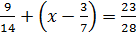 9/14 + (x − 3/7) = 23/28